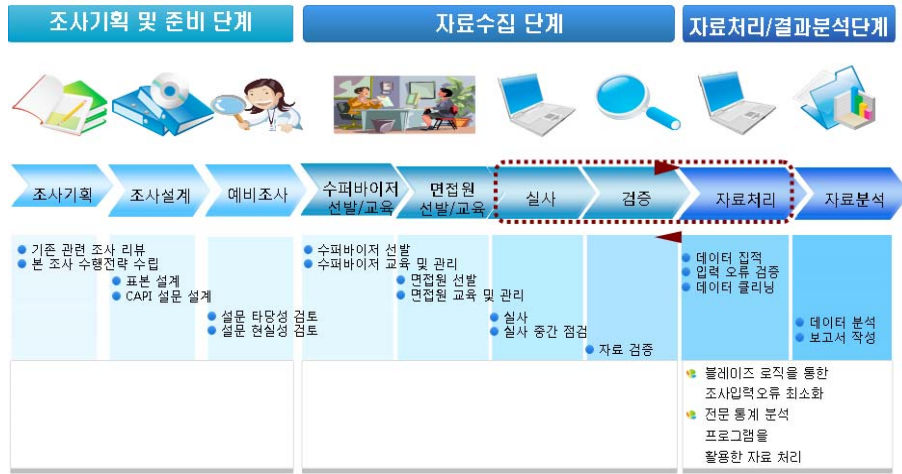 조사기획 및 준비 단계
자료수집 단계
자료처리/결과분석단계
조사기획
조사설계
예비조사
수퍼바이저
선발/교육
면접원
선발/교육
실사
검증
자료처리
자료분석
기존 관련 조사 리뷰
본 조사 수행전략 수립
표본 설계
CAPI 설문 설계
설문 타당성 검토
설문 현실성 검토
수퍼바이저 선발
수퍼바이저 교육 및 관리
면접원 선발
면접원 교육 및 관리
실사
실사 중간 점검
자료 검증
데이터 집적
입력 오류 검증
데이터 클리닝
데이터 분석
보고서 작성
블레이즈 로직을 통한
조사입력오류 최소화
전문 통계 분석
프로그램을
활용한 자료 처리